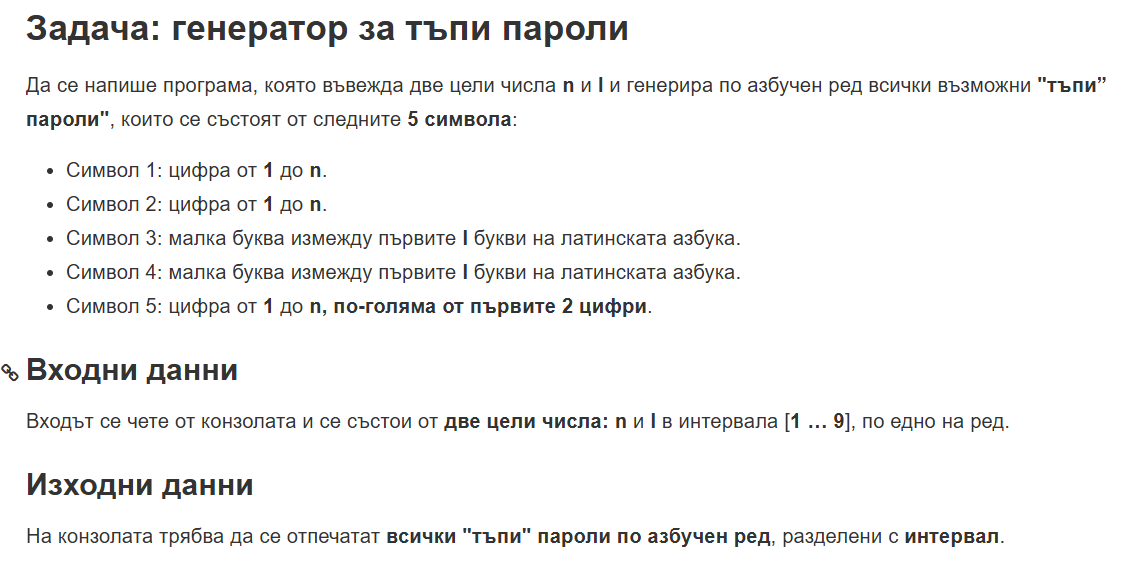 Задача: генератор за тъпи пароли
Да се напише програма, която въвежда две цели числа n и l и генерира по азбучен ред всички възможни "тъпи”
пароли", които се състоят от следните 5 символа:
• Символ 1: цифра от 1 до n.
• Символ 2: цифра от 1 до n.
• Символ 3: малка буква измежду първите l букви на латинската азбука.
• Символ 4: малка буква измежду първите l букви на латинската азбука.
• Символ 5: цифра от 1 до n, по-голяма от първите 2 цифри.
Входни данни
Входът се чете от конзолата и се състои от две цели числа: n и l в интервала [1 … 9], по едно на ред.
Изходни данни
На конзолата трябва да се отпечатат всички "тъпи" пароли по азбучен ред, разделени с интервал.